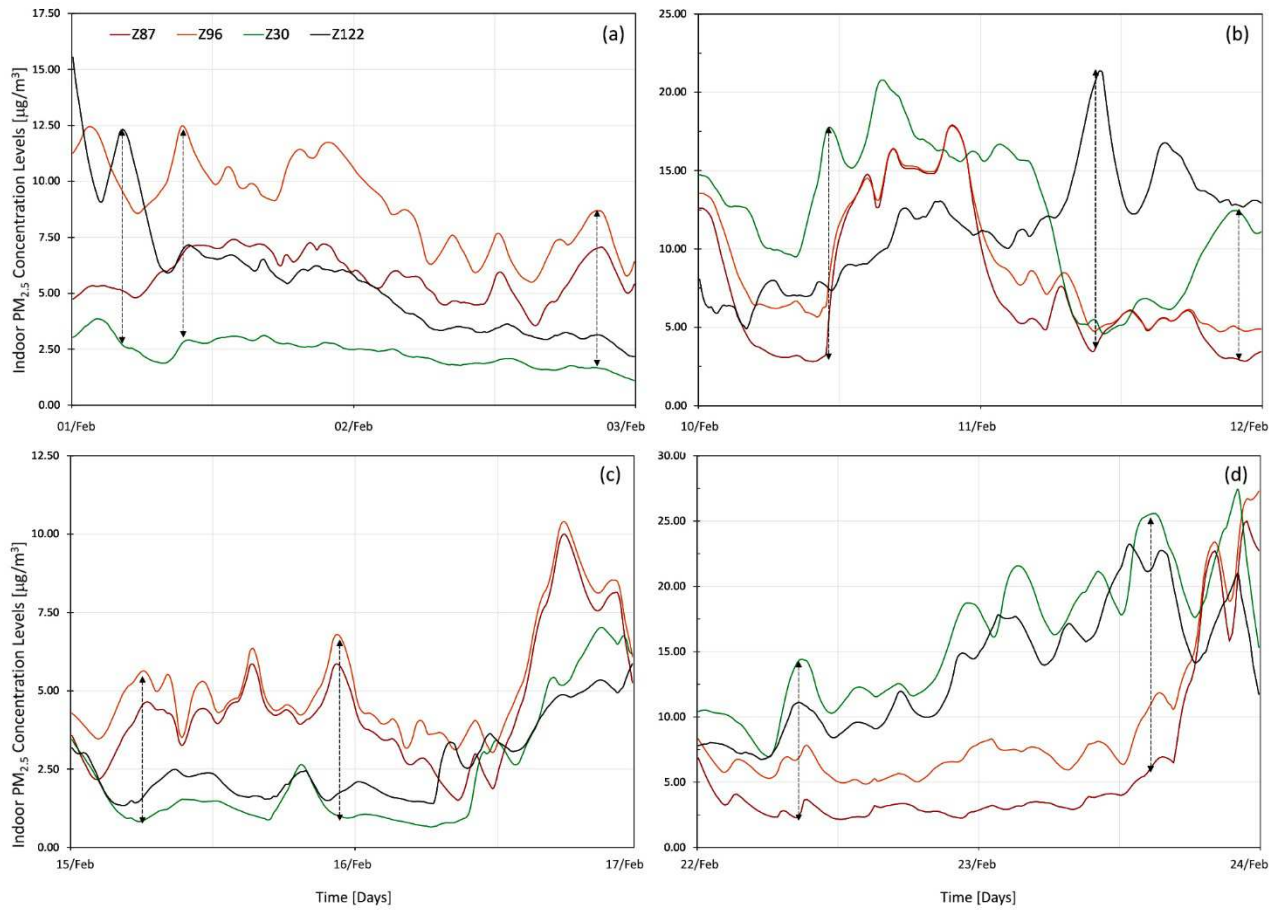 17.50
15.00
12.50
10.00
7.50
5.00
2.50
0.00
Z87 Z96 Z30 Z122
(a)
Indoor PM2.5 Concentration Levels [µg/m³]
01/Feb 02/Feb 03/Feb
25.00
20.00
15.00
10.00
5.00
0.00
(b)
10/Feb 11/Feb 12/Feb
12.50
10.00
7.50
5.00
2.50
0.00
(c)
Indoor PM2.5 Concentration Levels [µg/m³]
15/Feb 16/Feb 17/Feb
Time [Days]
30.00
25.00
20.00
15.00
10.00
5.00
0.00
(d)
22/Feb 23/Feb 24/Feb
Time [Days]